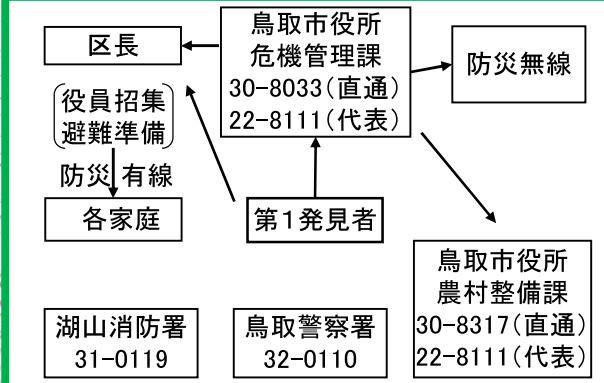 区長
鳥取市役所
危機管理課
30-8033(直通)
22-8111(代表)
防災無線
役員招集
避難準備
防災 有線
各家庭
第1発見者
鳥取市役所
農村整備課
30-8317(直通)
22-8111(代表)
湖山消防署
31-0119
鳥取警察署
32-0110